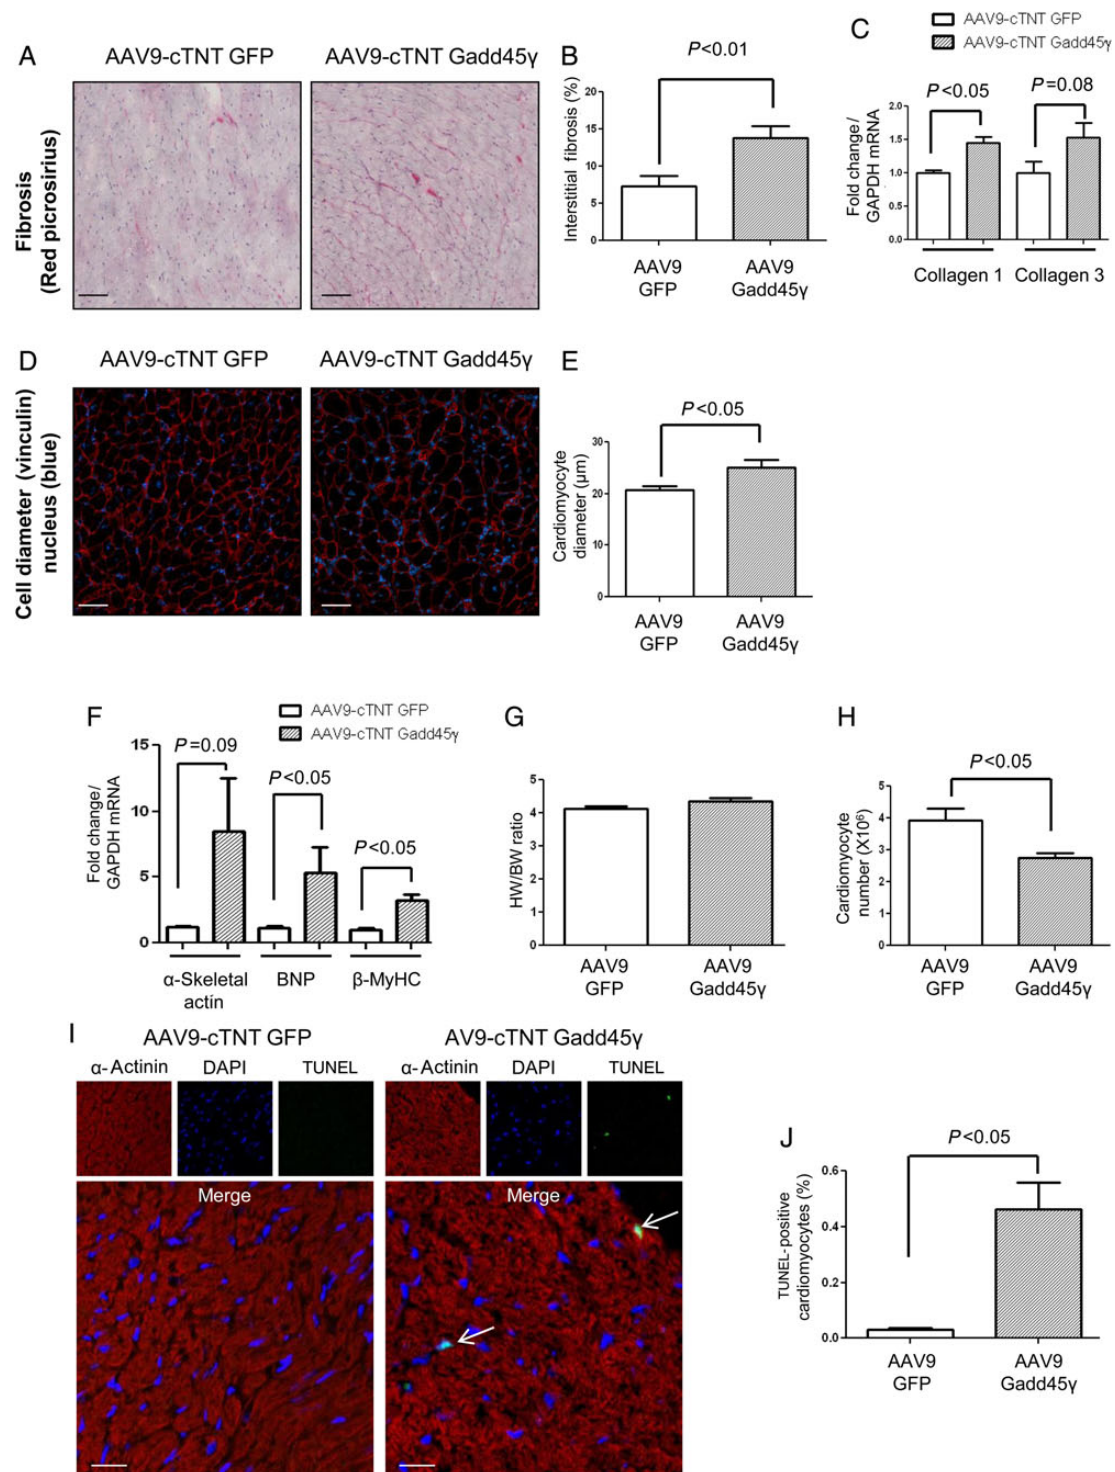 A
AAV9-cTNT GFP
AAV9-cTNT Gadd45γ
Fibrosis
(Red picrosirius)
B
P<0.01
Interstitial fibrosis (%)
20
15
10
5
0
AAV9
GFP
AAV9
Gadd45γ
C
AAV9-cTNT GFP
AAV9-cTNT Gadd45γ
P<0.05
P=0.08
Fold change/
GAPDH mRNA
2.0
1.5
1.0
0.5
0.0
Collagen 1
Collagen 3
D
AAV9-cTNT GFP
AAV9-cTNT Gadd45γ
Cell diameter (vinculin)
nucleus (blue)
E
P<0.05
Cardiomyocyte
diameter (µm)
30
20
10
0
AAV9
GFP
AAV9
Gadd45γ
F
AAV9-cTNT GFP
AAV9-cTNT Gadd45γ
P=0.09
P<0.05
P<0.05
Fold change/
GAPDH mRNA
15
10
5
0
α-Skeletal
actin
BNP
β-MyHC
G
HW/BW ratio
5
4
3
2
1
0
AAV9
GFP
AAV9
Gadd45γ
H
P<0.05
Cardiomyocyte
number (X10⁶)
5
4
3
2
1
0
AAV9
GFP
AAV9
Gadd45γ
I
AAV9-cTNT GFP
AV9-cTNT Gadd45γ
α-Actinin
DAPI
TUNEL
α-Actinin
DAPI
TUNEL
Merge
Merge
J
P<0.05
TUNEL-positive
cardiomyocytes (%)
0.6
0.4
0.2
0.0
AAV9
GFP
AAV9
Gadd45γ